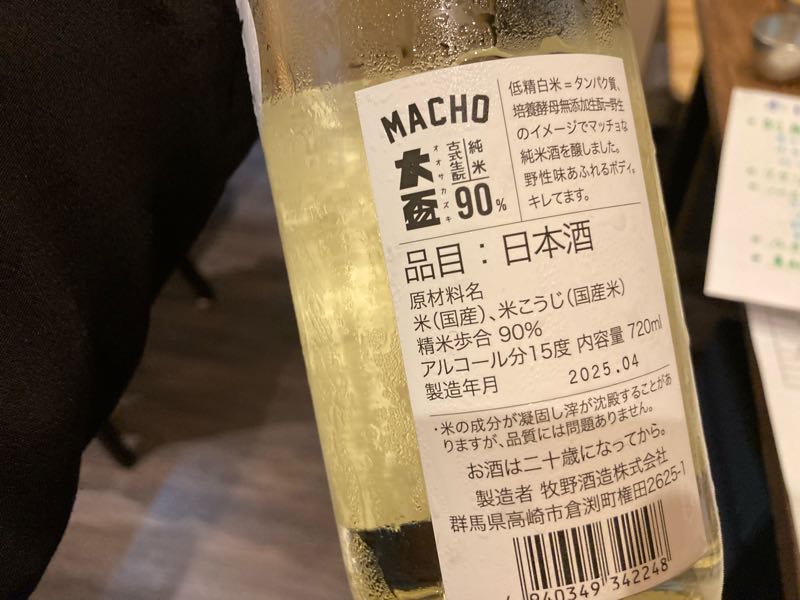 MACHO
大盃
オオサカズキ
古式生酛
純米
90%
低精白米=タンパク質、
培養酵母無添加生酛=野生
のイメージでマッチョな
純米酒を醸しました。
野性味あふれるボディ。
キレてます。
品目:日本酒
原材料名
米(国産)、米こうじ(国産米)
精米歩合 90%
アルコール分15度 内容量 720ml
製造年月 2025.04
・米の成分が凝固し滓が沈殿することがあ
りますが、品質には問題ありません。
お酒は二十歳になってから。
製造者 牧野酒造株式会社
群馬県高崎市倉渕町権田2625-1
4 940349 342248